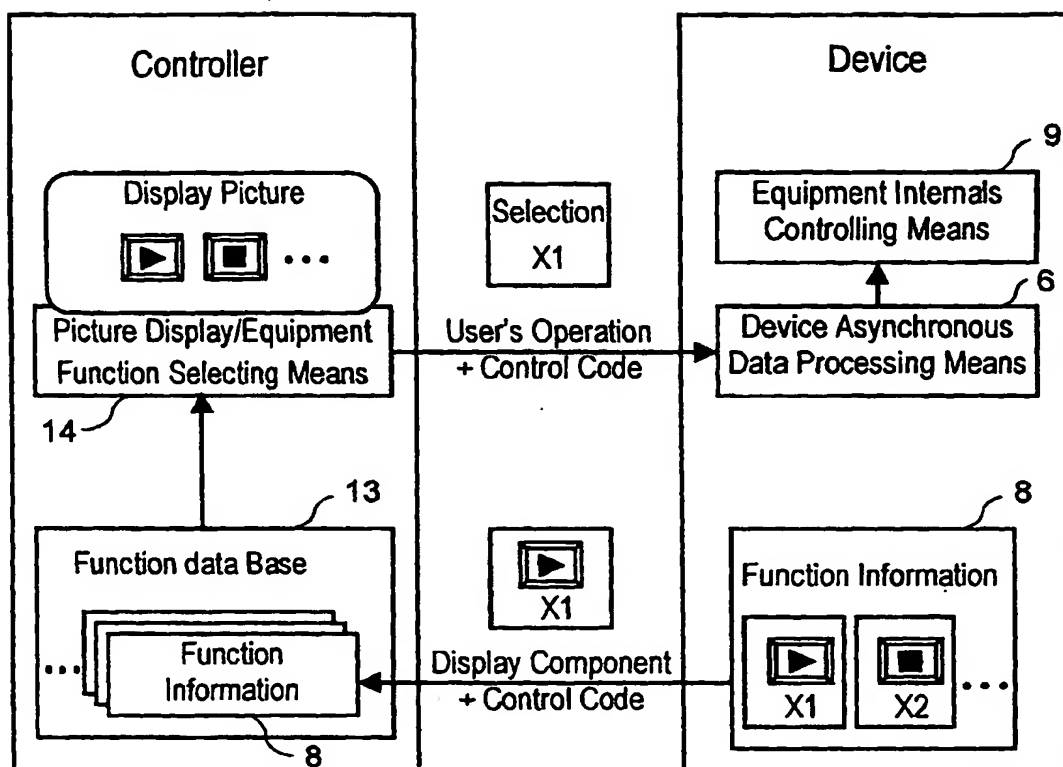 Controller
Device
Display Picture
...
Picture Display/Equipment
Function Selecting Means
14
Selection
X1
User's Operation
+ Control Code
9
Equipment Internals
Controlling Means
6
Device Asynchronous
Data Processing Means
13
Function data Base
...
Function
Information
8
X1
Display Component
+ Control Code
8
Function Information
X1
X2
....